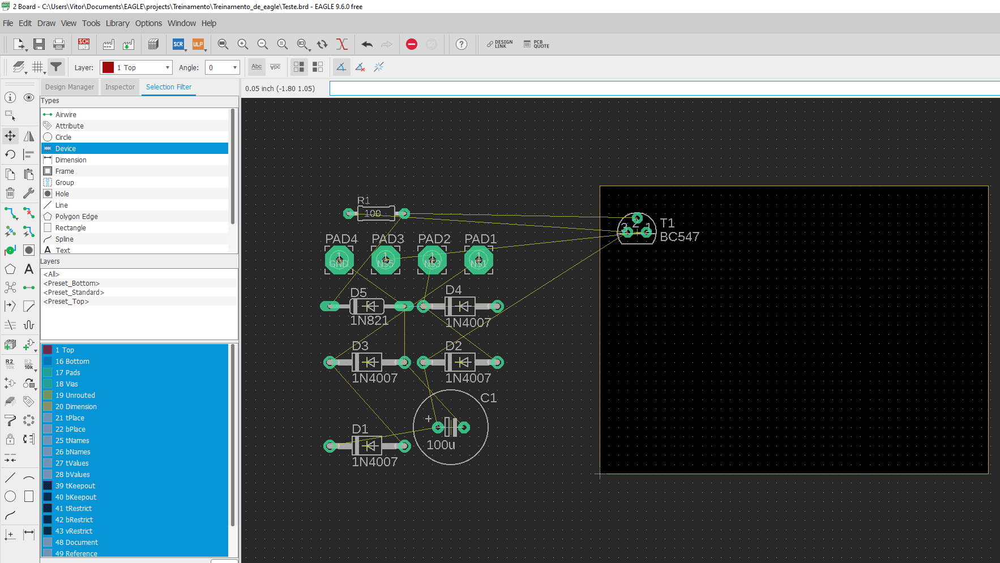 2 Board - C:\Users\Vitor\Documents\EAGLE\projects\Treinamento\Treinamento_de_eagle\Teste.brd - EAGLE 9.6.0 free
File Edit Draw View Tools Library Options Window Help
SCH BRD SCR ULP GO DESIGN LINK PCB QUOTE
Layer: 1 Top Angle: 0 Abc Abc
Design Manager Inspector Selection Filter
0.05 inch (-1.80 1.05)
Types
Airwire
Attribute
Circle
Device
Dimension
Frame
Group
Hole
Line
Polygon Edge
Rectangle
Spline
Text
Layers
<All>
<Preset_Bottom>
<Preset_Standard>
<Preset_Top>
1 Top
16 Bottom
17 Pads
18 Vias
19 Unrouted
20 Dimension
21 tPlace
22 bPlace
25 tNames
26 bNames
27 tValues
28 bValues
39 tKeepout
40 bKeepout
41 tRestrict
42 bRestrict
43 vRestrict
48 Document
49 Reference
R2
10k
R2
10k
R1
100
PAD4 PAD3 PAD2 PAD1
1 1 1 1
GND N$5 N$3 N$1
D5
1N821
D4
1N4007
D3
1N4007
D2
1N4007
C1
+
100u
D1
1N4007
3 2 1
T1
BC547